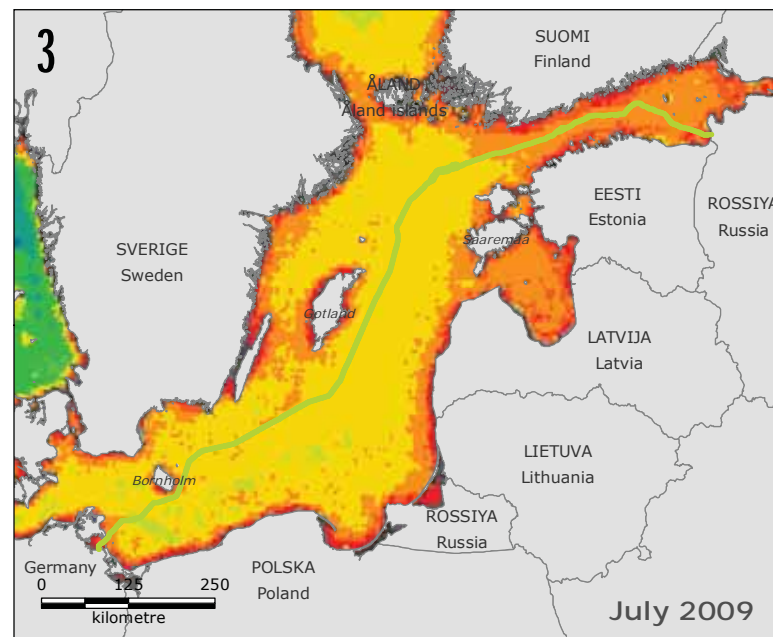 3
SUOMI
Finland
ÅLAND
Åland islands
EESTI
Estonia
ROSSIYA
Russia
SVERIGE
Sweden
Saaremaa
Gotland
LATVIJA
Latvia
LIETUVA
Lithuania
Bornholm
ROSSIYA
Russia
Germany
POLSKA
Poland
0 125 250
kilometre
July 2009